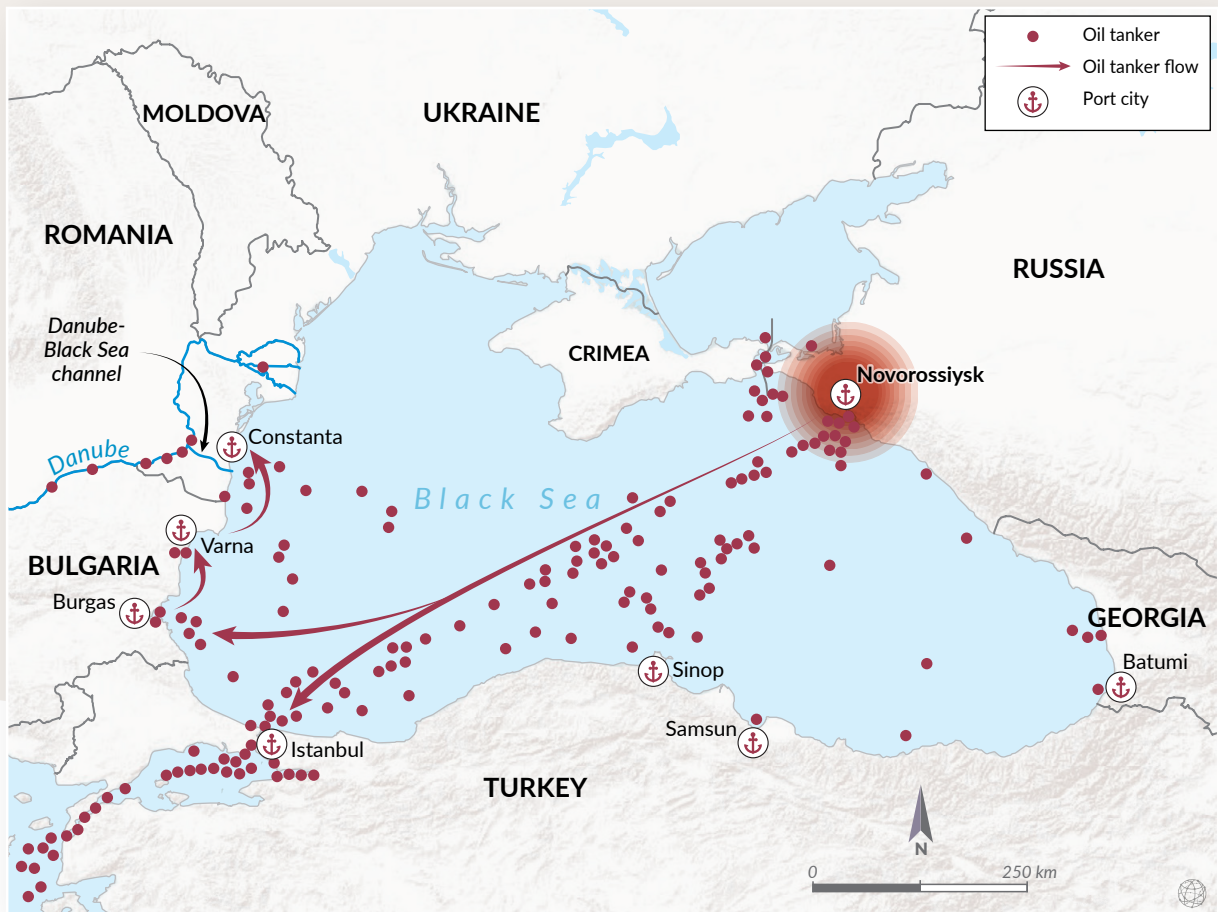 Oil tanker
Oil tanker flow
Port city
MOLDOVA
UKRAINE
ROMANIA
RUSSIA
Danube-
Black Sea
channel
CRIMEA
Novorossiysk
Constanta
Danube
Black Sea
Varna
BULGARIA
Burgas
GEORGIA
Batumi
Sinop
Samsun
Istanbul
TURKEY
N
0
250 km